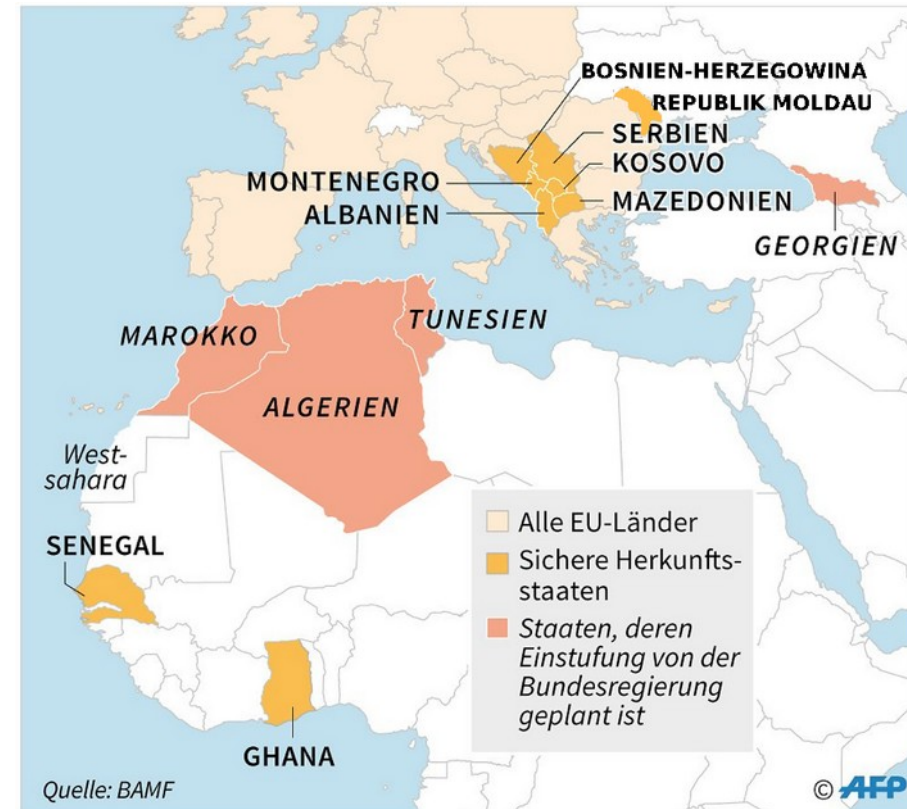 BOSNIEN-HERZEGOWINA
REPUBLIK MOLDAU
SERBIEN
KOSOVO
MONTENEGRO
MAZEDONIEN
ALBANIEN
GEORGIEN
TUNESIEN
MAROKKO
ALGERIEN
West-
sahara
SENEGAL
GHANA
Alle EU-Länder
Sichere Herkunfts-
staaten
Staaten, deren
Einstufung von der
Bundesregierung
geplant ist
Quelle: BAMF
© AFP